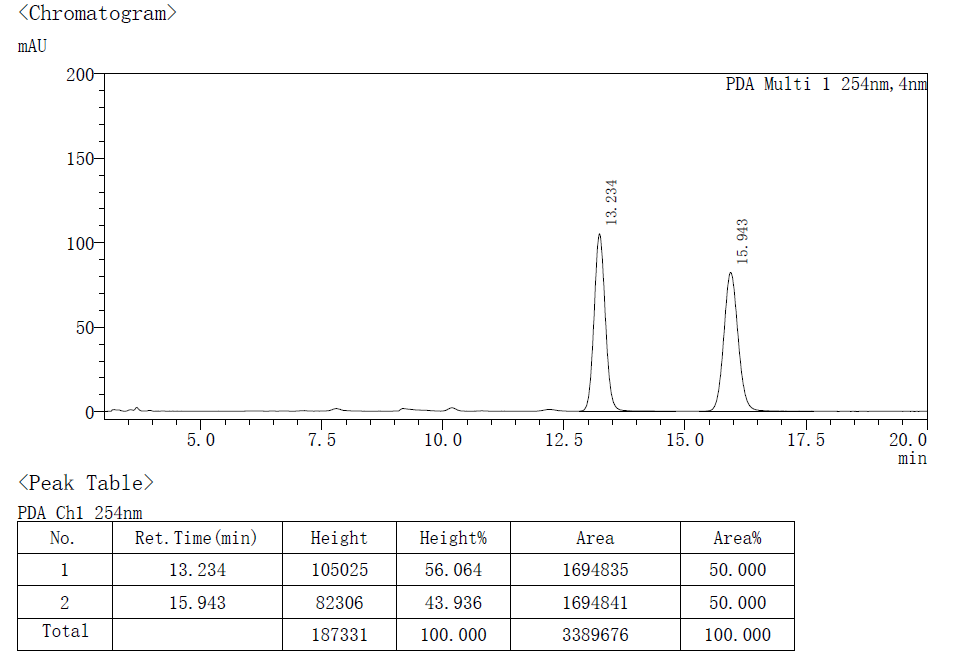 <Chromatogram>
mAU
PDA Multi 1 254nm,4nm
200
150
100
50
0
13.234
15.943
5.0 7.5 10.0 12.5 15.0 17.5 20.0
min
<Peak Table>
PDA Ch1 254nm
No. Ret.Time(min) Height Height% Area Area%
1 13.234 105025 56.064 1694835 50.000
2 15.943 82306 43.936 1694841 50.000
Total 187331 100.000 3389676 100.000